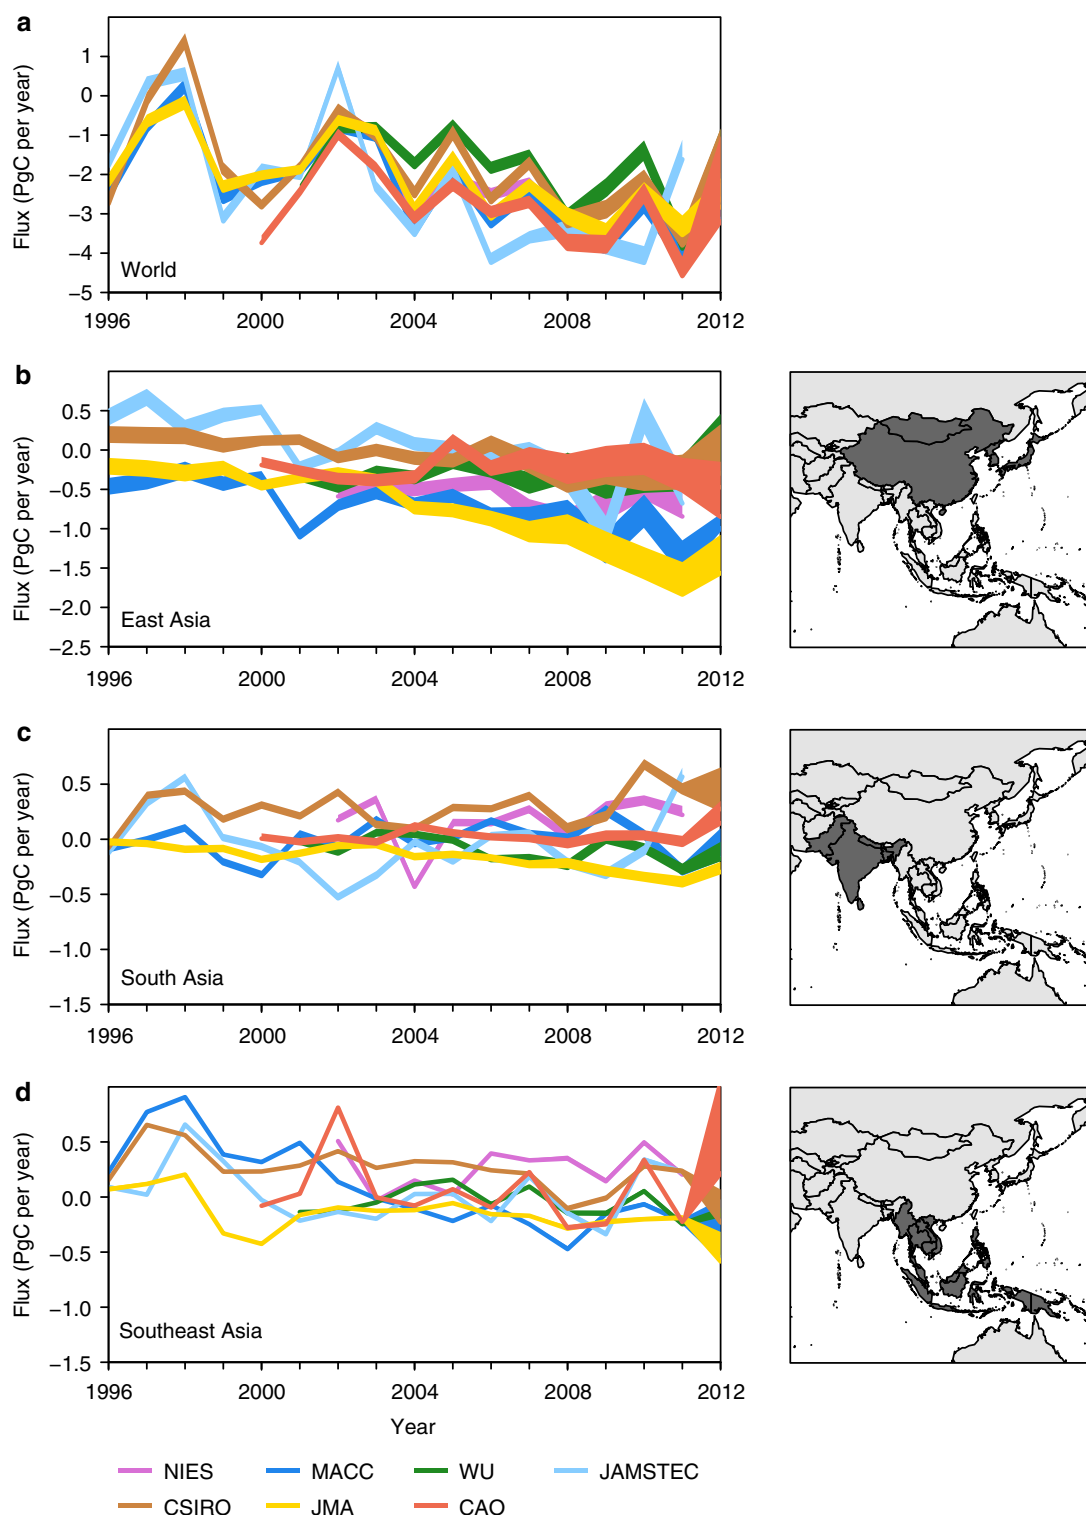 a
Flux (PgC per year)
1
0
−1
−2
−3
−4
−5
World
1996
2000
2004
2008
2012
b
Flux (PgC per year)
0.5
0.0
−0.5
−1.0
−1.5
−2.0
−2.5
East Asia
1996
2000
2004
2008
2012
c
Flux (PgC per year)
0.5
0.0
−0.5
−1.0
−1.5
South Asia
1996
2000
2004
2008
2012
d
Flux (PgC per year)
0.5
0.0
−0.5
−1.0
−1.5
Southeast Asia
1996
2000
2004
2008
2012
Year
NIES MACC WU JAMSTEC
CSIRO JMA CAO